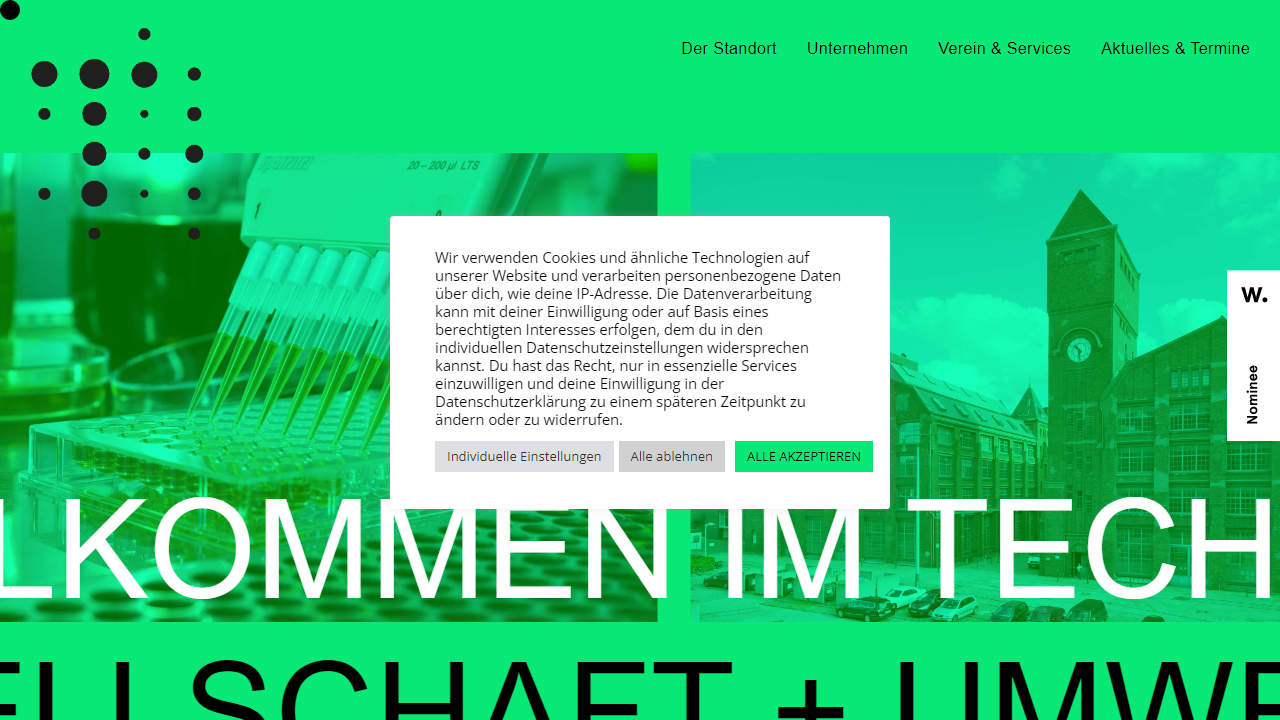 Der Standort Unternehmen Verein & Services Aktuelles & Termine
20 – 200 µl LTS
1
Wir verwenden Cookies und ähnliche Technologien auf
unserer Website und verarbeiten personenbezogene Daten
über dich, wie deine IP-Adresse. Die Datenverarbeitung
kann mit deiner Einwilligung oder auf Basis eines
berechtigten Interesses erfolgen, dem du in den
individuellen Datenschutzeinstellungen widersprechen
kannst. Du hast das Recht, nur in essenzielle Services
einzuwilligen und deine Einwilligung in der
Datenschutzerklärung zu einem späteren Zeitpunkt zu
ändern oder zu widerrufen.
Individuelle Einstellungen Alle ablehnen ALLE AKZEPTIEREN
W.
Nominee
LKOMMEN IM TECH
ELLSCHAFT + UMWE